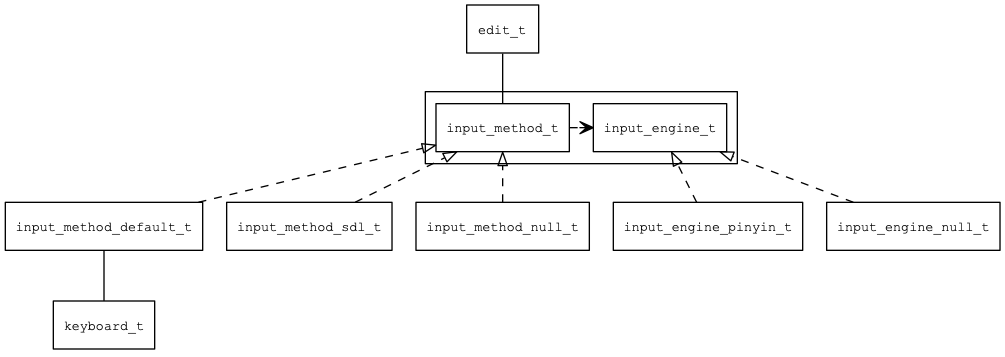 edit_t
input_method_t
input_engine_t
input_method_default_t
input_method_sdl_t
input_method_null_t
input_engine_pinyin_t
input_engine_null_t
keyboard_t